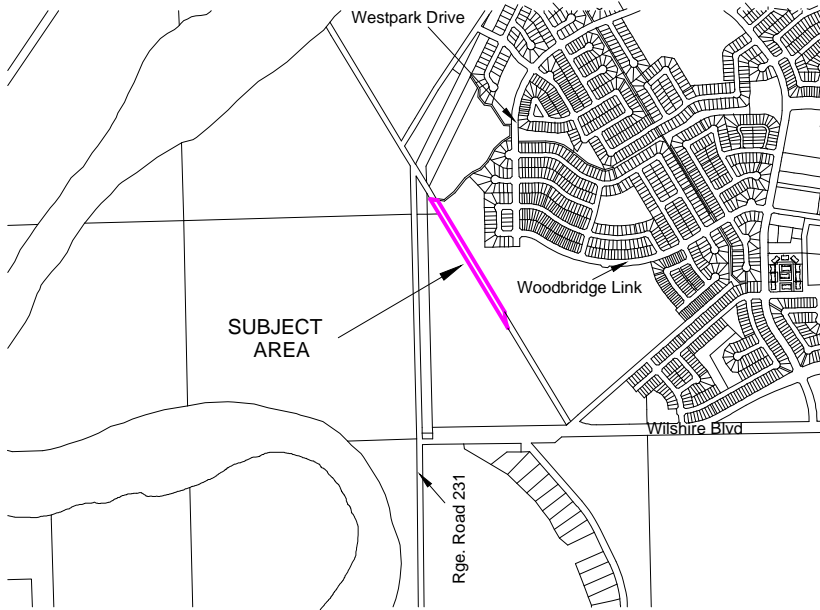 Westpark Drive
Woodbridge Link
SUBJECT
AREA
Wilshire Blvd
Rge. Road 231